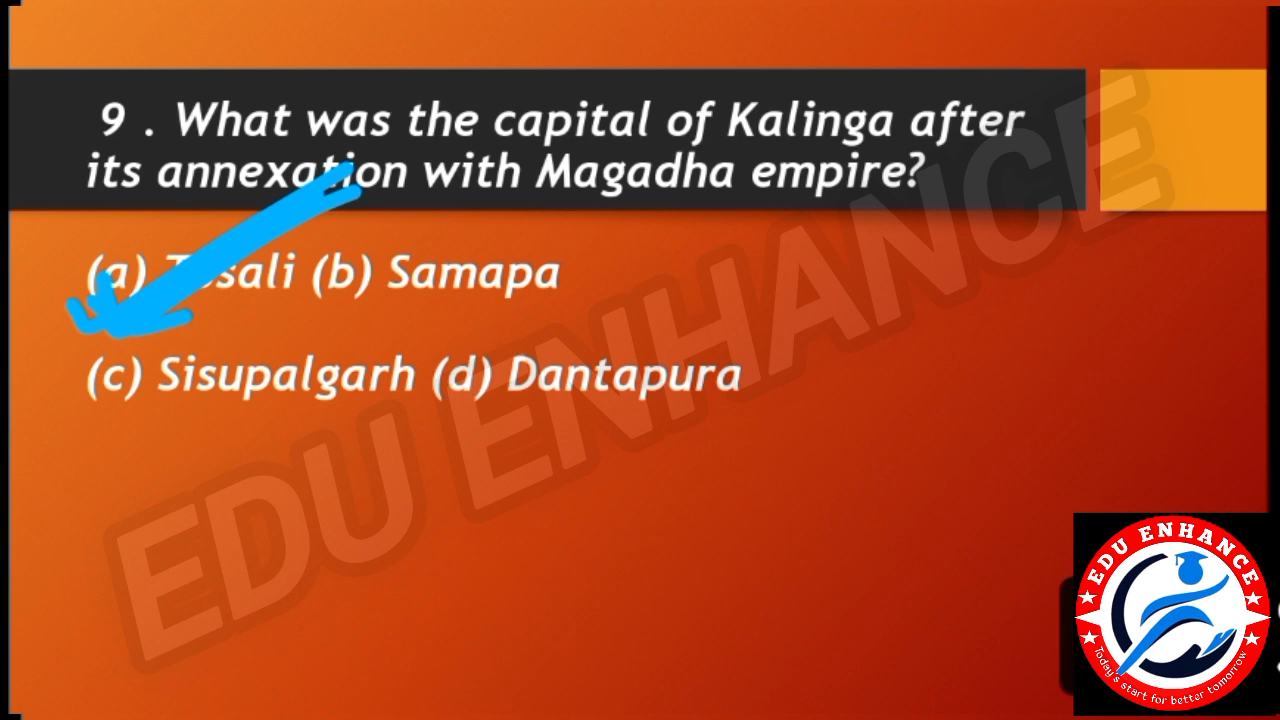 9 . What was the capital of Kalinga after
its annexation with Magadha empire?
(a) Tosali (b) Samapa
(c) Sisupalgarh (d) Dantapura
EDU ENHANCE
EDU ENHANCE
Today's start for better tomorrow